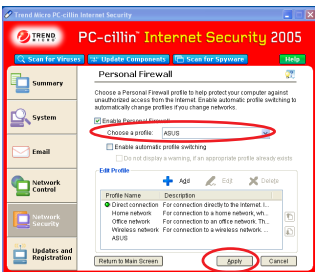 Trend Micro PC-cillin Internet Security
TREND MICRO
PC-cillin Internet Security 2005
Scan for Viruses
Update Components
Scan for Spyware
Help
Summary
System
Email
Network Control
Network Security
Updates and Registration
Personal Firewall
Choose a Personal Firewall profile to help protect your computer against
unauthorized access from the Internet. Enable automatic profile switching to
automatically change profiles if you change networks.
Enable Personal Firewall
Choose a profile: ASUS
Enable automatic profile switching
Do not display a warning, if an appropriate profile already exists
Edit Profile
Add Edit Delete
Profile Name Description
Direct connection For connection directly to the Internet. I...
Home network For connection to a home network, wh...
Office network For connection to an office network. Th...
Wireless network For connection to a wireless network. ...
ASUS
Return to Main Screen Apply Cancel